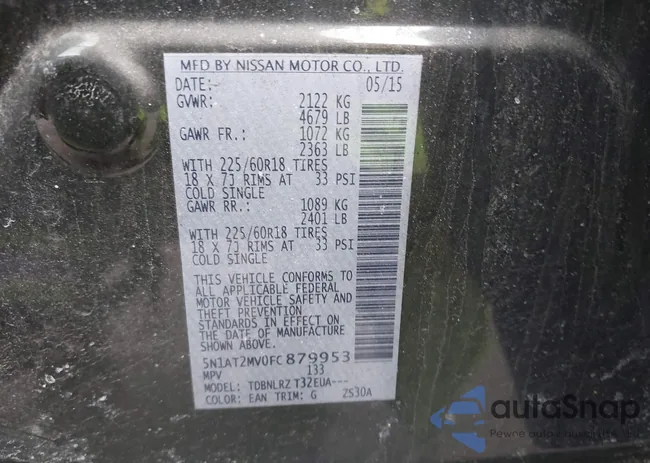 MFD BY NISSAN MOTOR CO., LTD.
DATE:- 05/15
GVWR: 2122 KG
4679 LB
GAWR FR.: 1072 KG
2363 LB
WITH 225/60R18 TIRES
18 X 7J RIMS AT 33 PSI
COLD SINGLE
GAWR RR.: 1089 KG
2401 LB
WITH 225/60R18 TIRES
18 X 7J RIMS AT 33 PSI
COLD SINGLE
THIS VEHICLE CONFORMS TO
ALL APPLICABLE FEDERAL
MOTOR VEHICLE SAFETY AND
THEFT PREVENTION
STANDARDS IN EFFECT ON
THE DATE OF MANUFACTURE
SHOWN ABOVE.
5N1AT2MV0FC879953
MPV 133
MODEL: TDBNLRZ T32EUA---
COLOR: EAN TRIM: G 2S30A
autaSnap
Pewne auto z